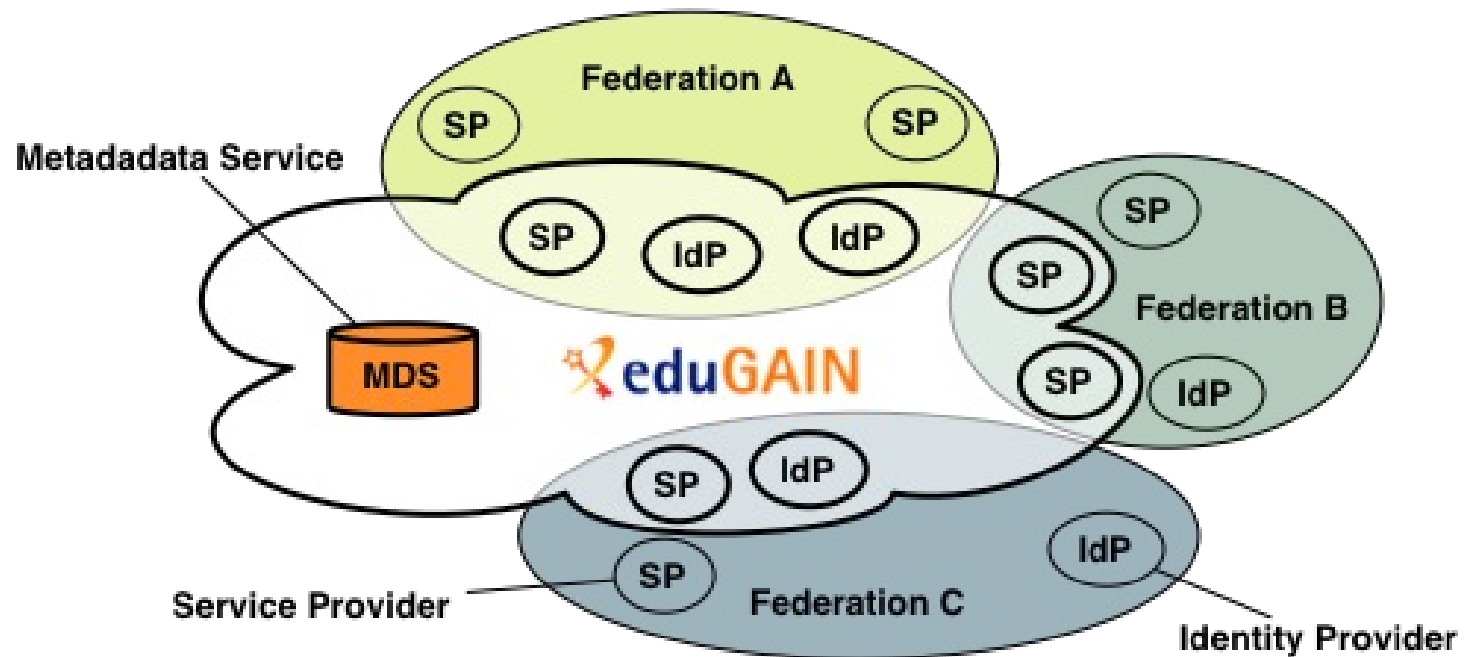 Federation A
SP
SP
Metadadata Service
SP
IdP
IdP
SP
SP
Federation B
MDS
eduGAIN
SP
IdP
SP
IdP
SP
IdP
Service Provider
Federation C
Identity Provider